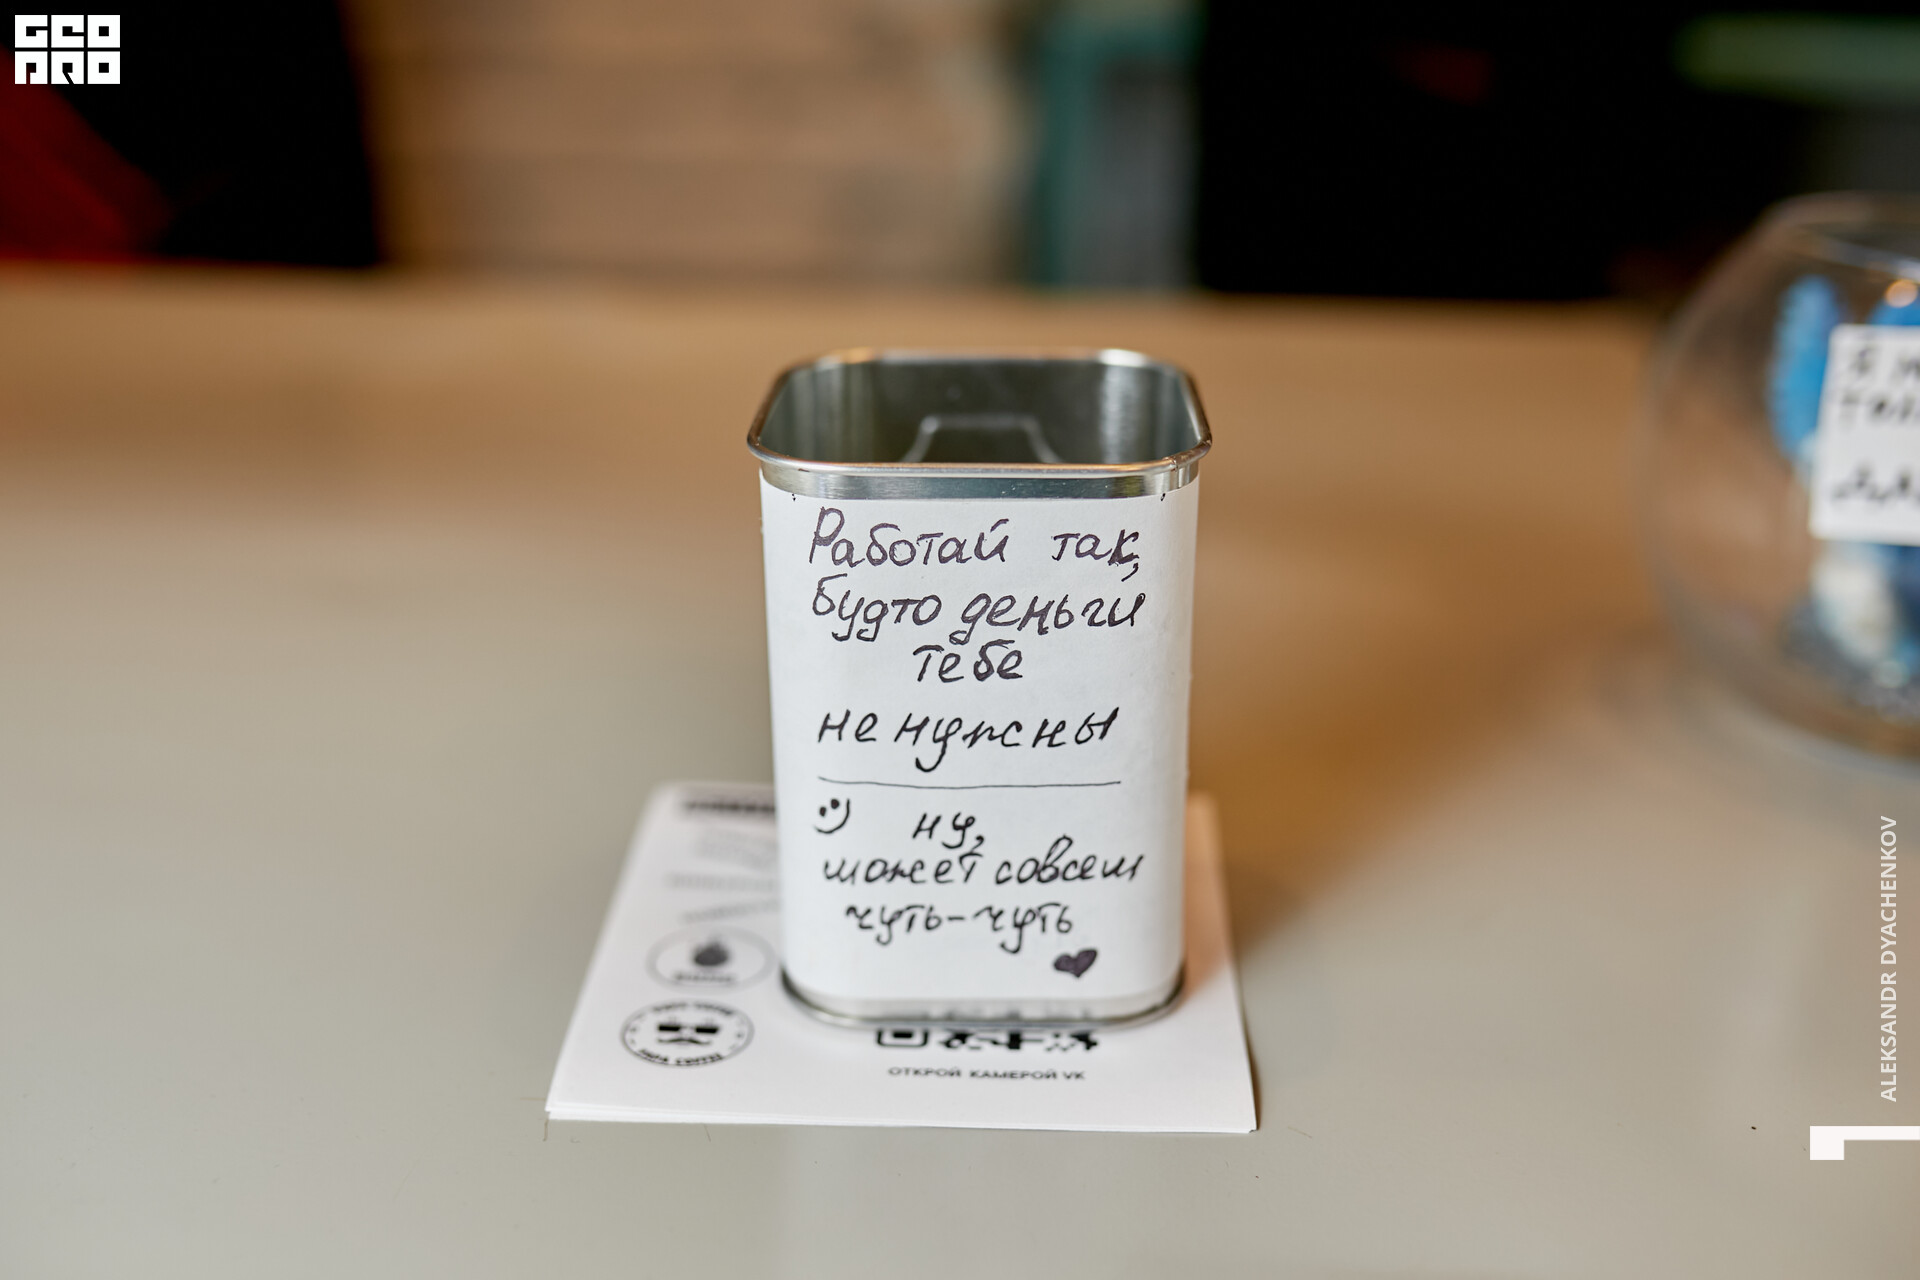 GEO
PRO
Работай так,
будто деньги
тебе
не нужны
ну,
может совсем
чуть-чуть
ОТКРОЙ КАМЕРОЙ VK
ALEKSANDR DYACHENKOV